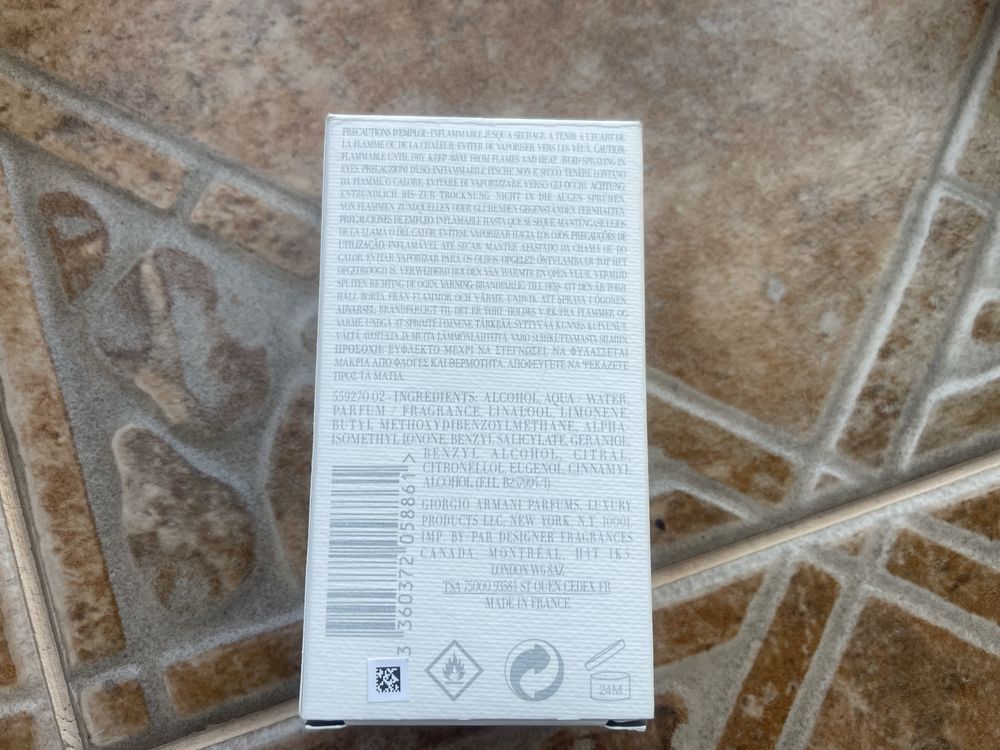 PRECAUTIONS D'EMPLOI: INFLAMMABLE JUSQU'A SECHAGE. A TENIR A L'ECART DE
LA FLAMME OU DE LA CHALEUR. EVITER DE VAPORISER VERS LES YEUX. CAUTION:
FLAMMABLE UNTIL DRY, KEEP AWAY FROM FLAMES AND HEAT. AVOID SPRAYING IN
EYES. PRECAUZIONI D'USO: INFIAMMABILE FINCHE' NON E' SECCO. TENERE LONTANO
DA FIAMME O CALORE. EVITARE DI VAPORIZZARE VERSO GLI OCCHI. ACHTUNG:
ENTZÜNDLICH BIS ZUR TROCKNUNG. NICHT IN DIE AUGEN SPRÜHEN.
VON FLAMMEN, ZÜNDQUELLEN ODER GLÜHENDEN GEGENSTÄNDEN FERNHALTEN.
PRECAUCIONES DE EMPLEO: INFLAMABLE HASTA QUE SE SEQUE. MANTENGASE LEJOS
DE LA LLAMA O DEL CALOR. EVITESE VAPORIZAR HACIA LOS OJOS. PRECAUÇÕES DE
UTILIZAÇÃO: INFLAMÁVEL ATÉ SECAR. MANTER AFASTADO DA CHAMA OU DO
CALOR. EVITAR VAPORIZAR PARA OS OLHOS. OPGELET: ONTVLAMBAAR TOT HET
OPGEDROOGD IS. VERWIJDERD HOUDEN VAN WARMTE EN OPEN VUUR. VERMIJD
SPUITEN RICHTING DE OGEN. VARNING: BRANDFARLIG TILL DESS ATT DEN ÄR TORR.
HÅLL BORTA FRÅN FLAMMOR OCH VÄRME. UNDVIK ATT SPRAYA I ÖGONEN.
ADVARSEL: BRANDFARLIGT TIL DET ER TØRT. HOLDES VÆK FRA FLAMMER OG
VARME. UNDGÅ AT SPRØJTE I ØJNENE. TÄRKEÄÄ: SYTTYVÄÄ KUNNES KUIVUNUT.
VÄLTÄ AVOTULTA JA MUITA LÄMMÖNLÄHTEITÄ. VARO SUIHKUTTAMASTA SILMIIN.
ΠΡΟΣΟΧΗ: ΕΥΦΛΕΚΤΟ ΜΕΧΡΙ ΝΑ ΣΤΕΓΝΩΣΕΙ. ΝΑ ΦΥΛΑΣΣΕΤΑΙ
ΜΑΚΡΙΑ ΑΠΟ ΦΛΟΓΕΣ ΚΑΙ ΘΕΡΜΟΤΗΤΑ. ΑΠΟΦΕΥΓΕΤΕ ΝΑ ΨΕΚΑΖΕΤΕ
ΠΡΟΣ ΤΑ ΜΑΤΙΑ.
559270 02 - INGREDIENTS: ALCOHOL, AQUA / WATER,
PARFUM / FRAGRANCE, LINALOOL, LIMONENE,
BUTYL METHOXYDIBENZOYLMETHANE, ALPHA-
ISOMETHYL IONONE, BENZYL SALICYLATE, GERANIOL,
BENZYL ALCOHOL, CITRAL,
CITRONELLOL, EUGENOL, CINNAMYL
ALCOHOL (F.I.L. B257994/1)
GIORGIO ARMANI PARFUMS, LUXURY
PRODUCTS LLC, NEW YORK, N.Y. 10001.
IMP. BY-PAR DESIGNER FRAGRANCES
CANADA, MONTRÉAL, H4T 1K5.
LONDON W6 8AZ
TSA 75000 93584 ST OUEN CEDEX FR
MADE IN FRANCE
3 360372 058861 >
24M